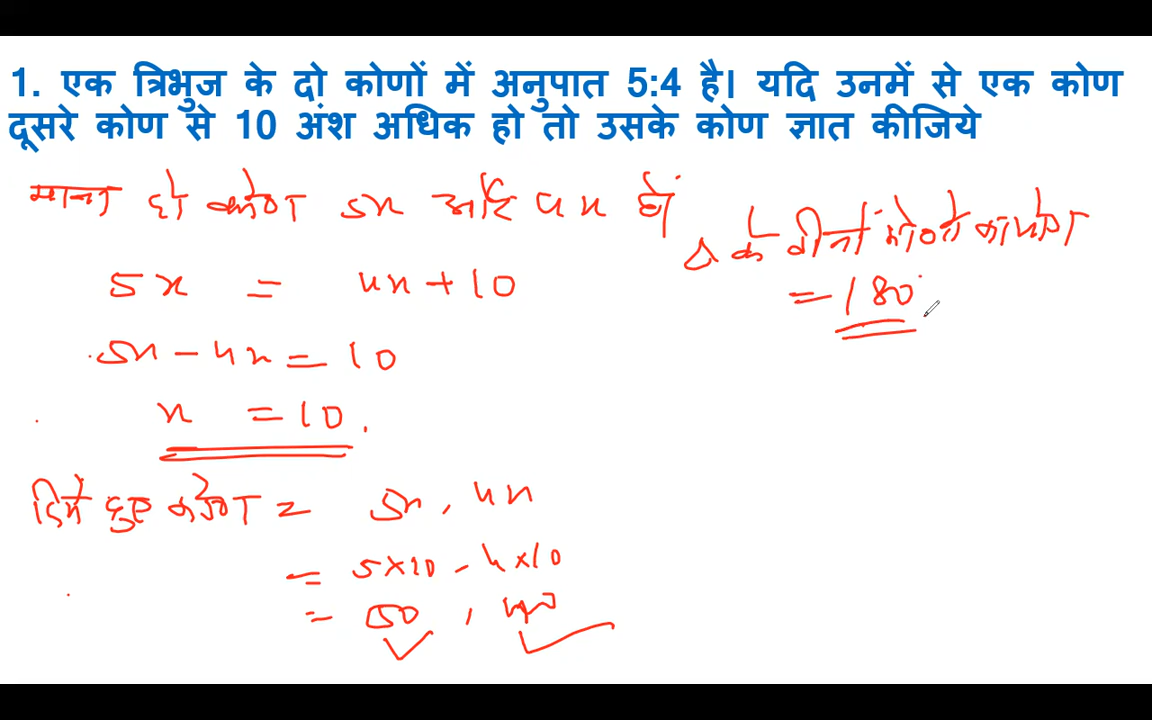 1. एक त्रिभुज के दो कोणों में अनुपात 5:4 है। यदि उनमें से एक कोण
दूसरे कोण से 10 अंश अधिक हो तो उसके कोण ज्ञात कीजिये
माना दो कोण 5x और 4x हों
5x = 4x + 10
5x - 4x = 10
x = 10
दिये हुए कोण = 5x, 4x
= 5×10 - 4×10
= 50, 40
Δ के तीनों कोणों का योग
= 180°